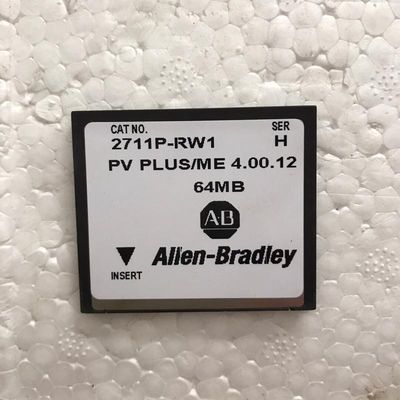 CAT NO. SER
2711P-RW1 H
PV PLUS/ME 4.00.12
64MB
AB
Allen-Bradley
INSERT